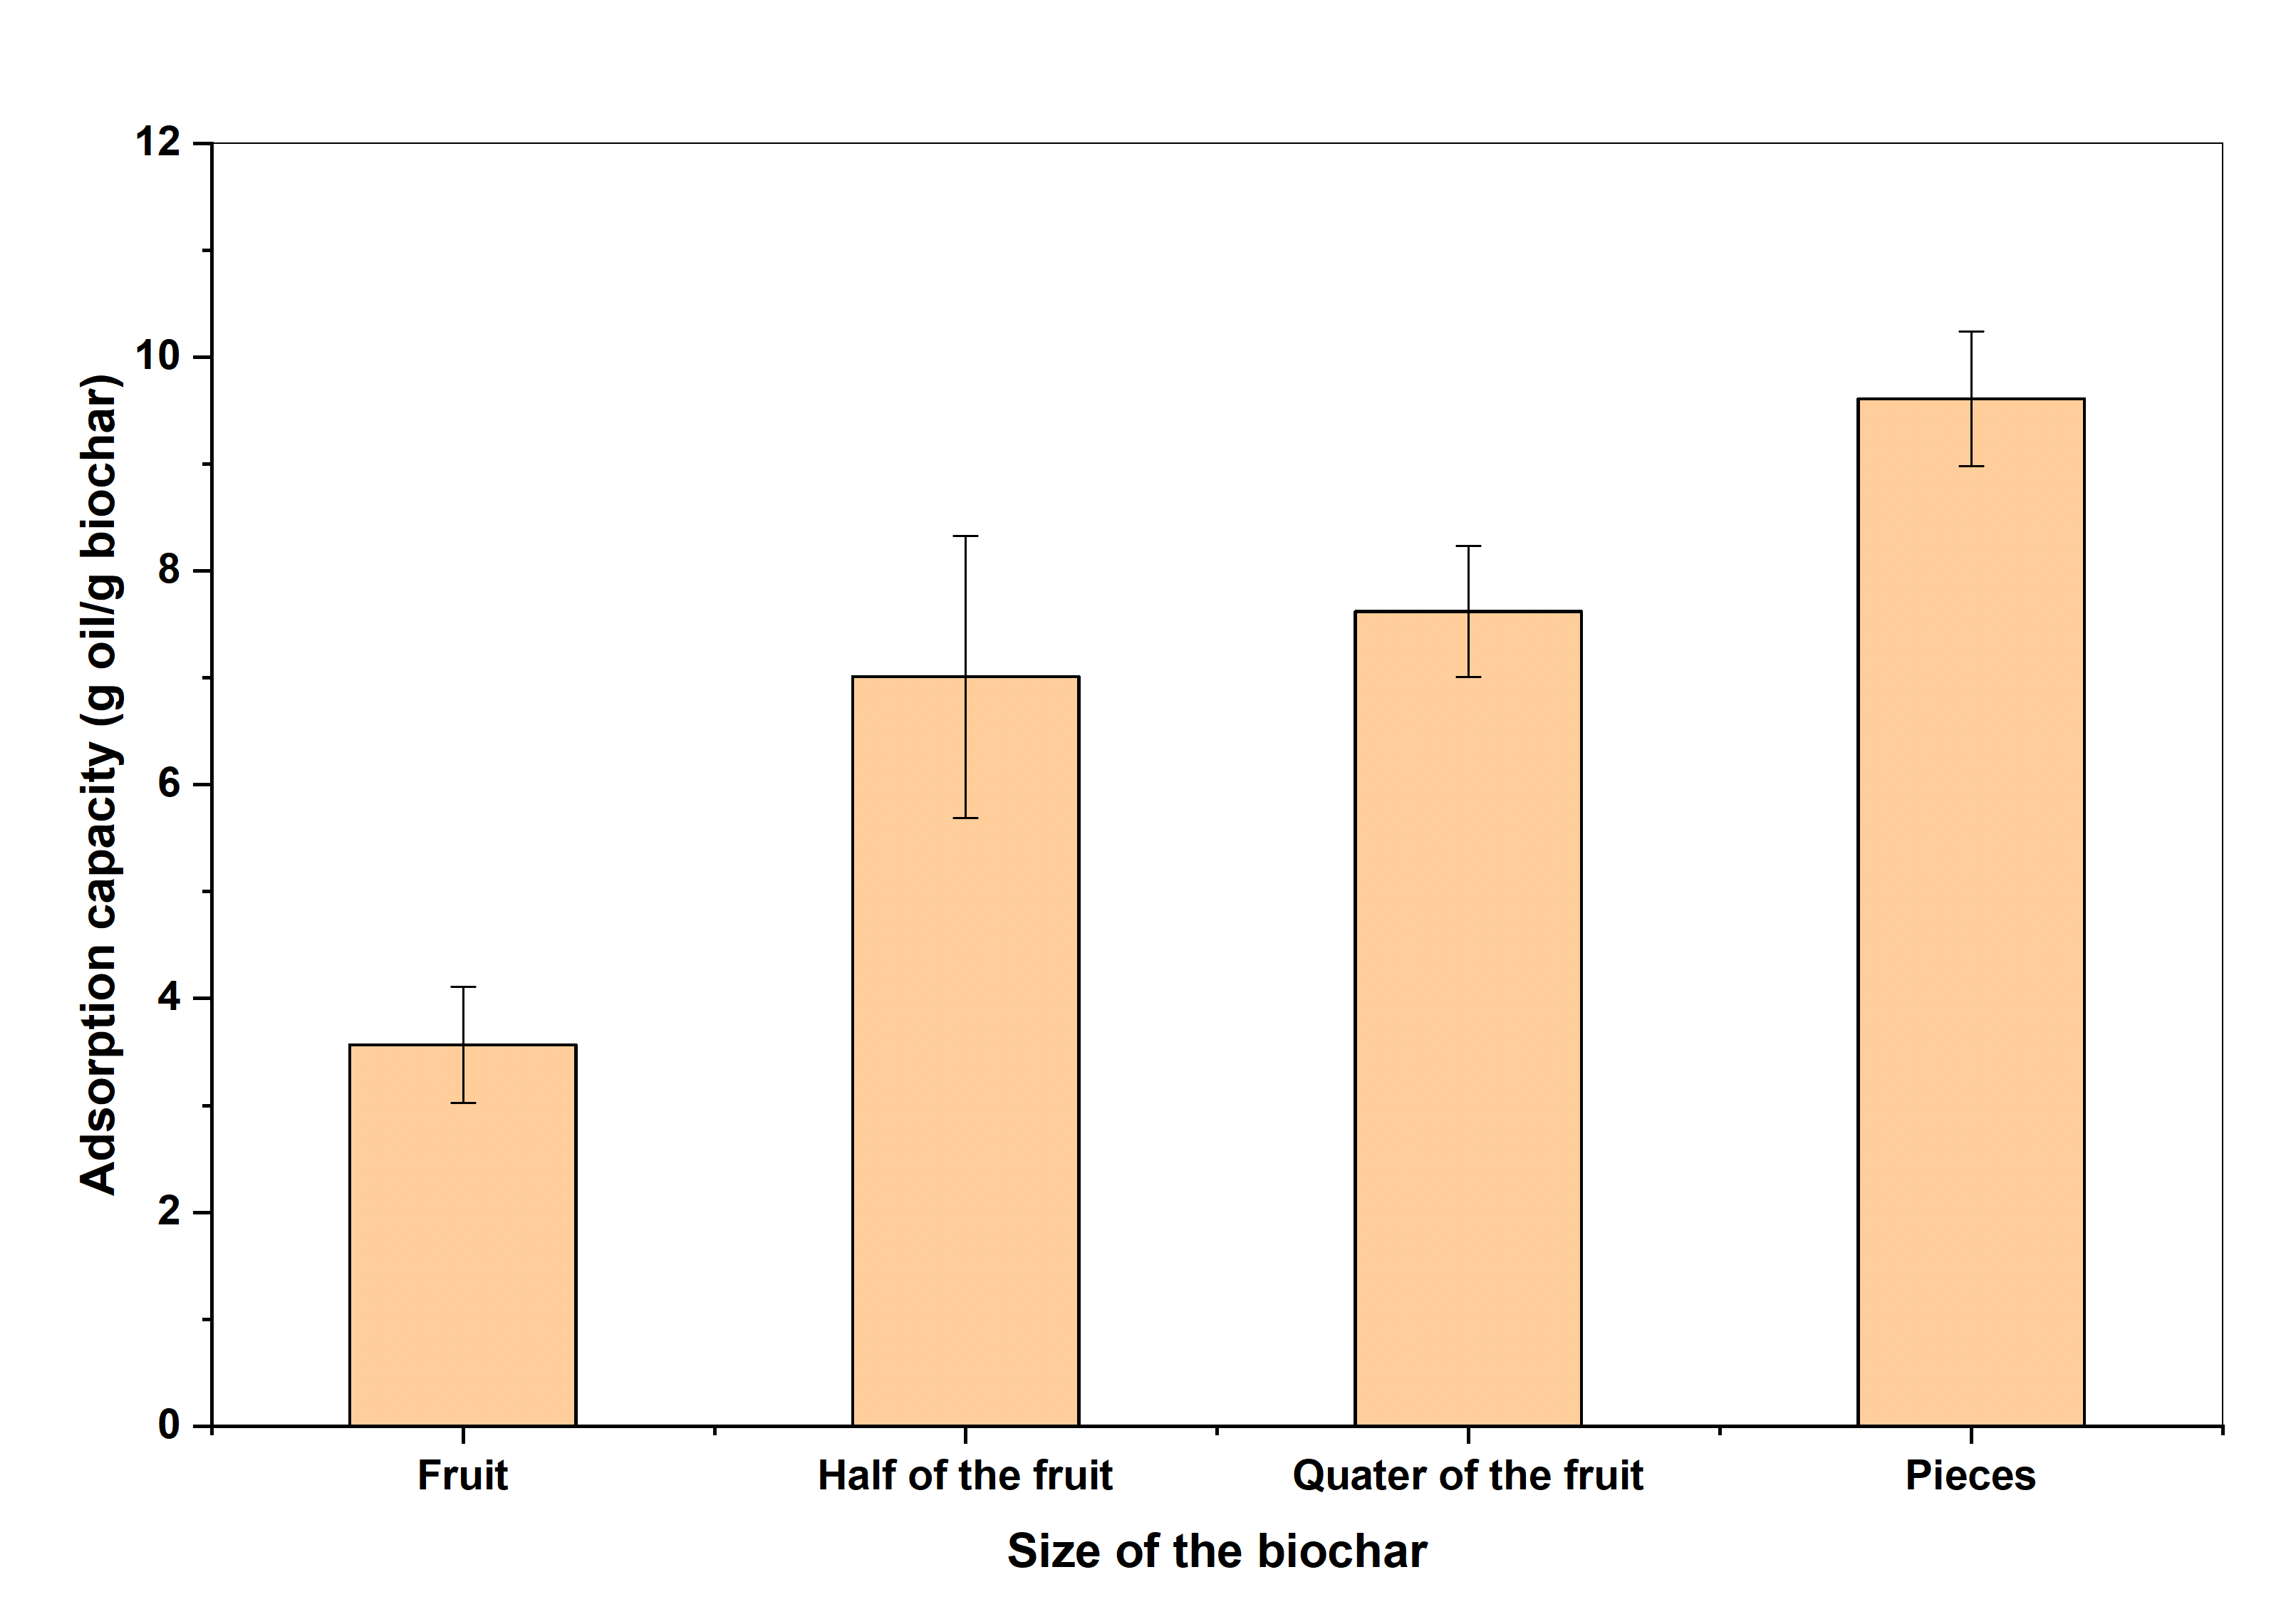 12
10
8
6
4
2
0
Adsorption capacity (g oil/g biochar)
Fruit
Half of the fruit
Quater of the fruit
Pieces
Size of the biochar